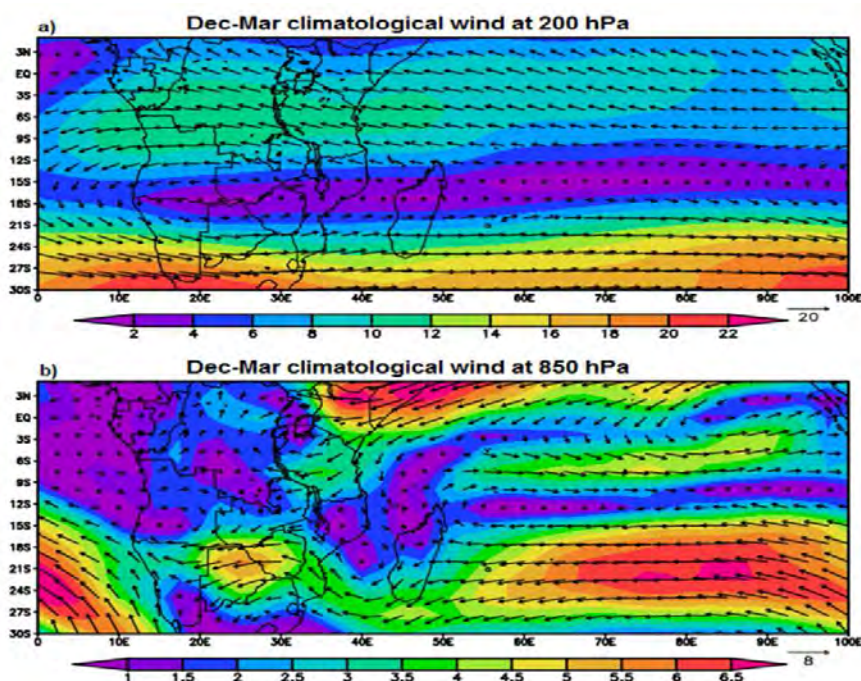 a) Dec-Mar climatological wind at 200 hPa
3N
EQ
3S
6S
9S
12S
15S
18S
21S
24S
27S
30S
0 10E 20E 30E 40E 50E 60E 70E 80E 90E 100E
20
2 4 6 8 10 12 14 16 18 20 22
b) Dec-Mar climatological wind at 850 hPa
3N
EQ
3S
6S
9S
12S
15S
18S
21S
24S
27S
30S
0 10E 20E 30E 40E 50E 60E 70E 80E 90E 100E
8
1 1.5 2 2.5 3 3.5 4 4.5 5 5.5 6 6.5